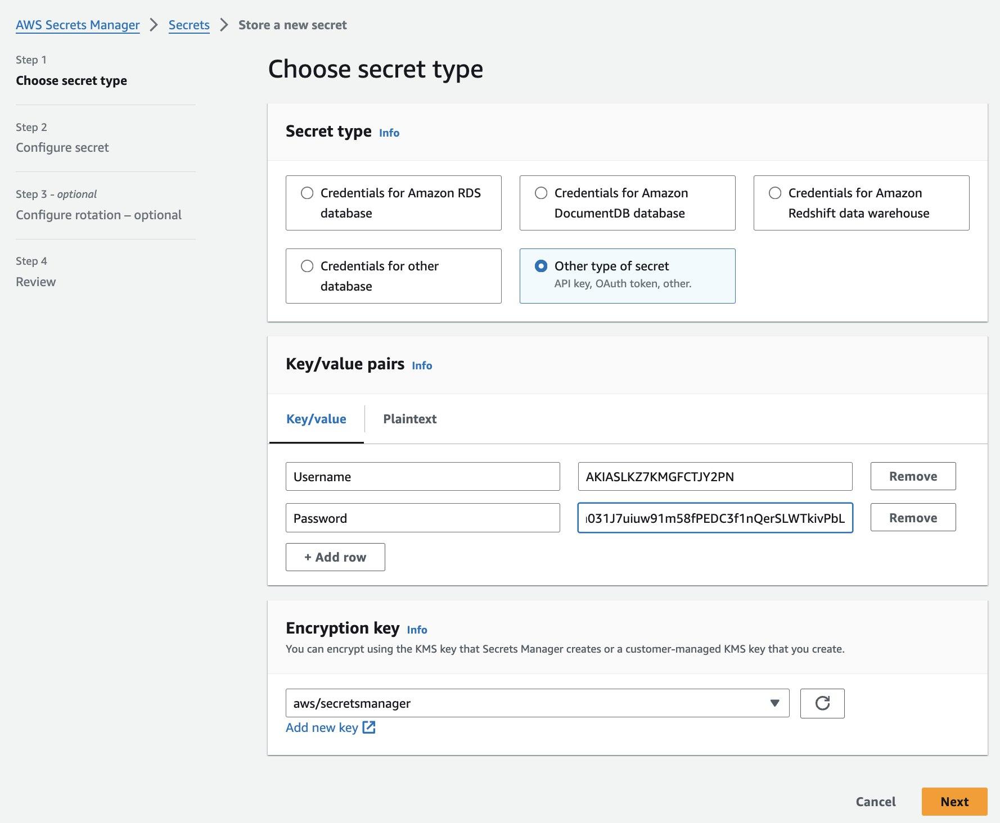 AWS Secrets Manager > Secrets > Store a new secret
Step 1
Choose secret type
Step 2
Configure secret
Step 3 - optional
Configure rotation – optional
Step 4
Review
Choose secret type
Secret type Info
Credentials for Amazon RDS
database
Credentials for Amazon
DocumentDB database
Credentials for Amazon
Redshift data warehouse
Credentials for other
database
Other type of secret
API key, OAuth token, other.
Key/value pairs Info
Key/value Plaintext
Username AKIASLKZ7KMGFCTJY2PN Remove
Password 031J7uiuw91m58fPEDC3f1nQerSLWTkivPbL Remove
+ Add row
Encryption key Info
You can encrypt using the KMS key that Secrets Manager creates or a customer-managed KMS key that you create.
aws/secretsmanager
Add new key
Cancel Next